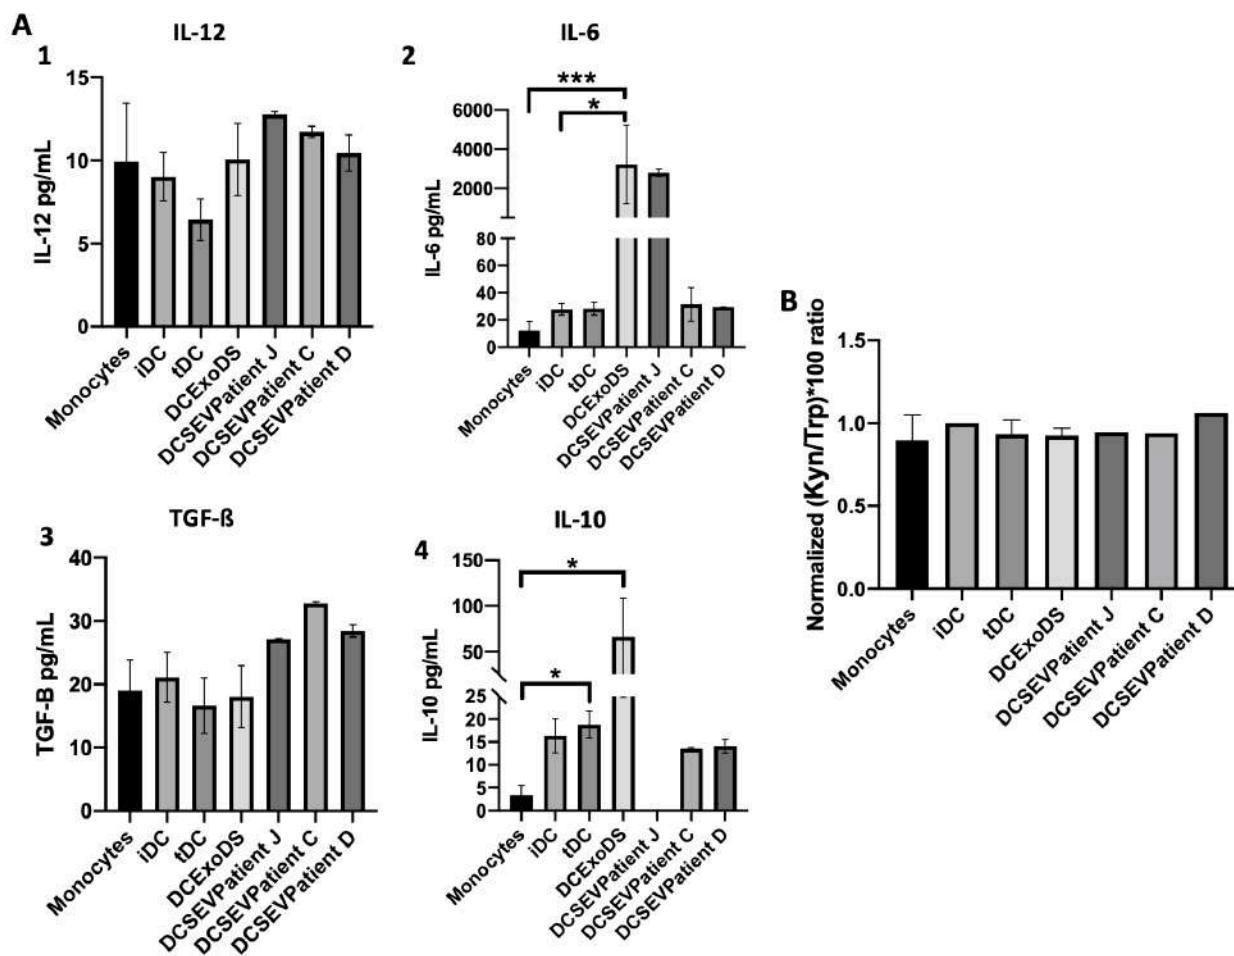 A
IL-12
1
IL-12 pg/mL
15
10
5
0
Monocytes
iDC
tDC
DCExoDS
DCSEVPatient J
DCSEVPatient C
DCSEVPatient D
IL-6
2
***
*
IL-6 pg/mL
6000
4000
2000
80
60
40
20
0
Monocytes
iDC
tDC
DCExoDS
DCSEVPatient J
DCSEVPatient C
DCSEVPatient D
B
Normalized (Kyn/Trp)*100 ratio
1.5
1.0
0.5
0.0
Monocytes
iDC
tDC
DCExoDS
DCSEVPatient J
DCSEVPatient C
DCSEVPatient D
TGF-ß
3
TGF-B pg/mL
40
30
20
10
0
Monocytes
iDC
tDC
DCExoDS
DCSEVPatient J
DCSEVPatient C
DCSEVPatient D
IL-10
4
*
*
IL-10 pg/mL
150
100
50
25
20
15
10
5
0
Monocytes
iDC
tDC
DCExoDS
DCSEVPatient J
DCSEVPatient C
DCSEVPatient D